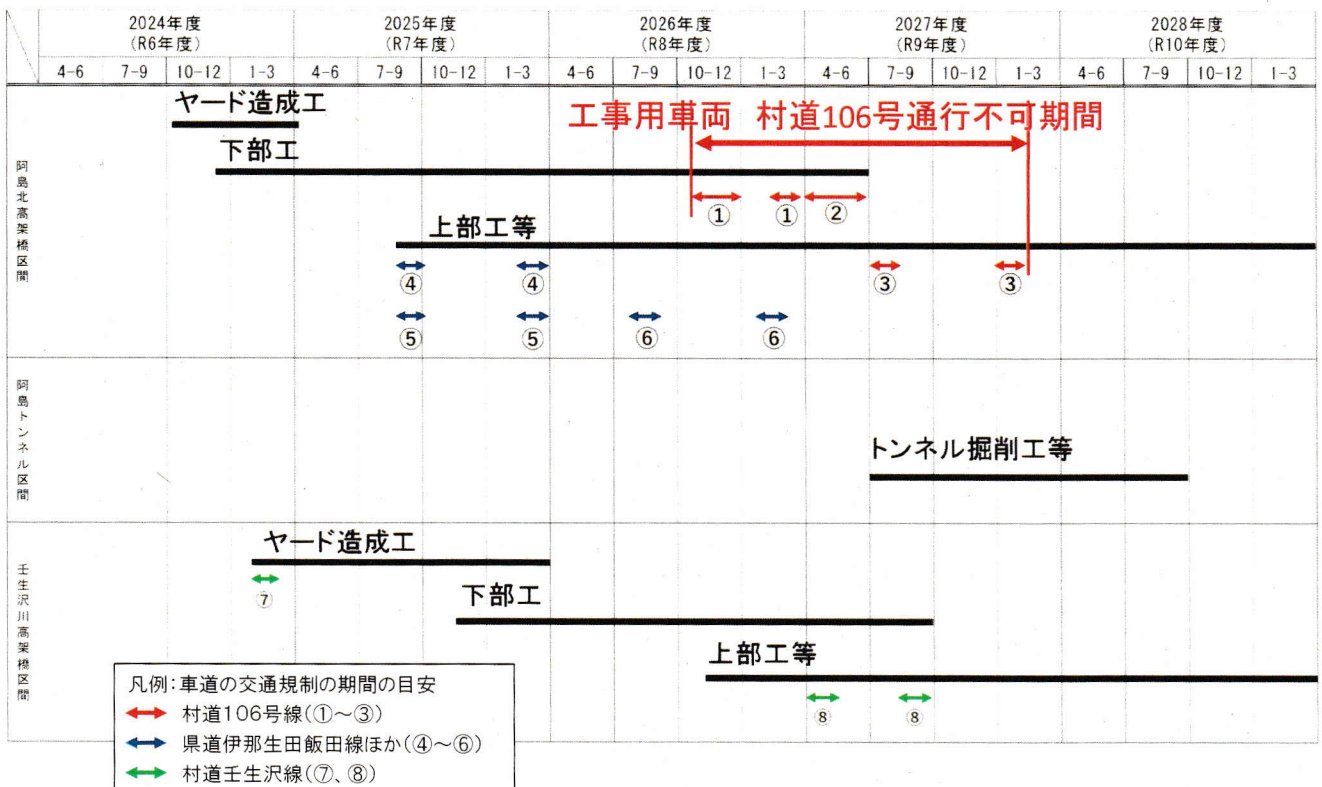 2024年度
(R6年度)
2025年度
(R7年度)
2026年度
(R8年度)
2027年度
(R9年度)
2028年度
(R10年度)
4-6 7-9 10-12 1-3 4-6 7-9 10-12 1-3 4-6 7-9 10-12 1-3 4-6 7-9 10-12 1-3 4-6 7-9 10-12 1-3
阿島北高架橋区間
ヤード造成工
工事用車両 村道106号通行不可期間
下部工
① ① ②
上部工等
④ ④ ③ ③
⑤ ⑤ ⑥ ⑥
阿島トンネル区間
トンネル掘削工等
壬生沢川高架橋区間
ヤード造成工
⑦
下部工
上部工等
⑧ ⑧
凡例:車道の交通規制の期間の目安
村道106号線(①～③)
県道伊那生田飯田線ほか(④～⑥)
村道壬生沢線(⑦、⑧)